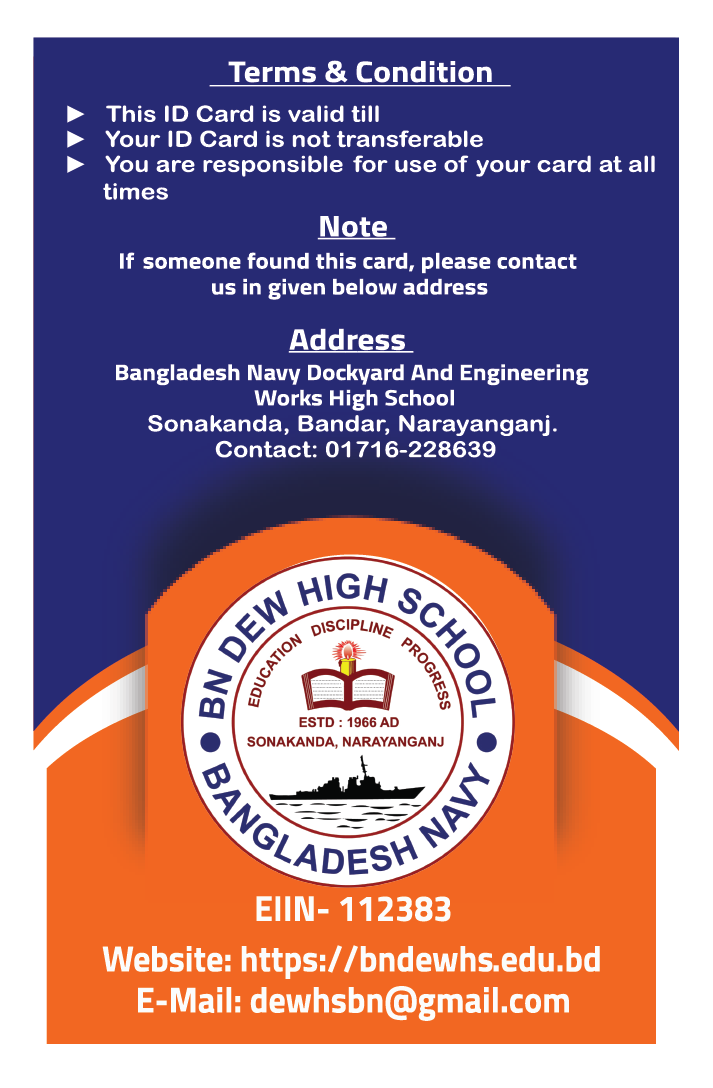 Terms & Condition
► This ID Card is valid till
► Your ID Card is not transferable
► You are responsible for use of your card at all
times
Note
If someone found this card, please contact
us in given below address
Address
Bangladesh Navy Dockyard And Engineering
Works High School
Sonakanda, Bandar, Narayanganj.
Contact: 01716-228639
BN DEW HIGH SCHOOL
EDUCATION DISCIPLINE PROGRESS
ESTD : 1966 AD
SONAKANDA, NARAYANGANJ
BANGLADESH NAVY
EIIN- 112383
Website: https://bndewhs.edu.bd
E-Mail: dewhsbn@gmail.com